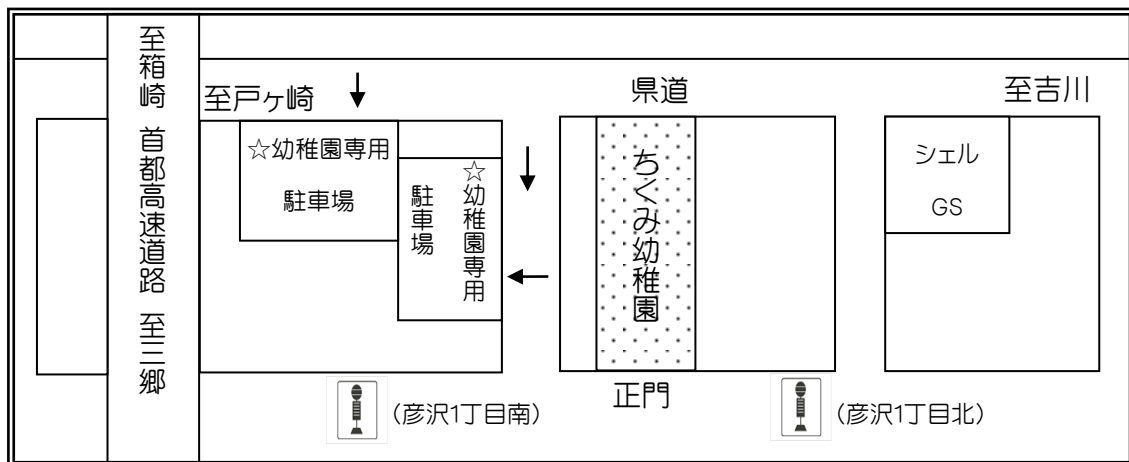 至箱崎 首都高速道路 至三郷
至戸ヶ崎
県道
至吉川
☆幼稚園専用
駐車場
☆幼稚園専用
駐車場
ちくみ幼稚園
シェル
GS
(彦沢1丁目南)
正門
(彦沢1丁目北)